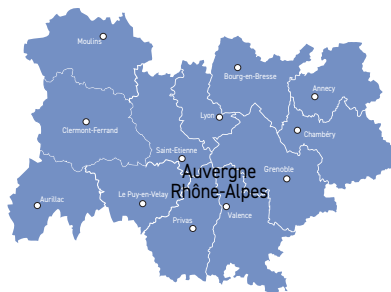 Moulins
Bourg-en-Bresse
Annecy
Lyon
Clermont-Ferrand
Chambéry
Saint-Etienne
Auvergne
Rhône-Alpes
Grenoble
Le Puy-en-Velay
Aurillac
Privas
Valence